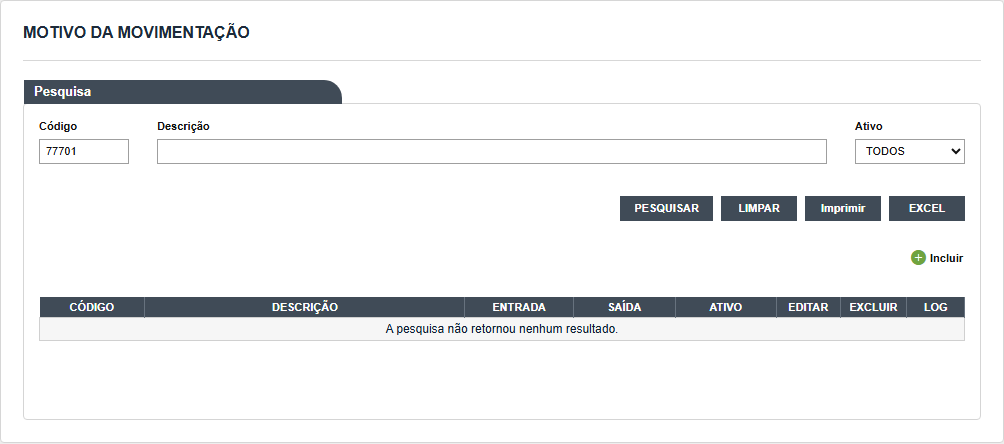 MOTIVO DA MOVIMENTAÇÃO
Pesquisa
Código Descrição Ativo
77701 TODOS
PESQUISAR LIMPAR Imprimir EXCEL
Incluir
CÓDIGO DESCRIÇÃO ENTRADA SAÍDA ATIVO EDITAR EXCLUIR LOG
A pesquisa não retornou nenhum resultado.